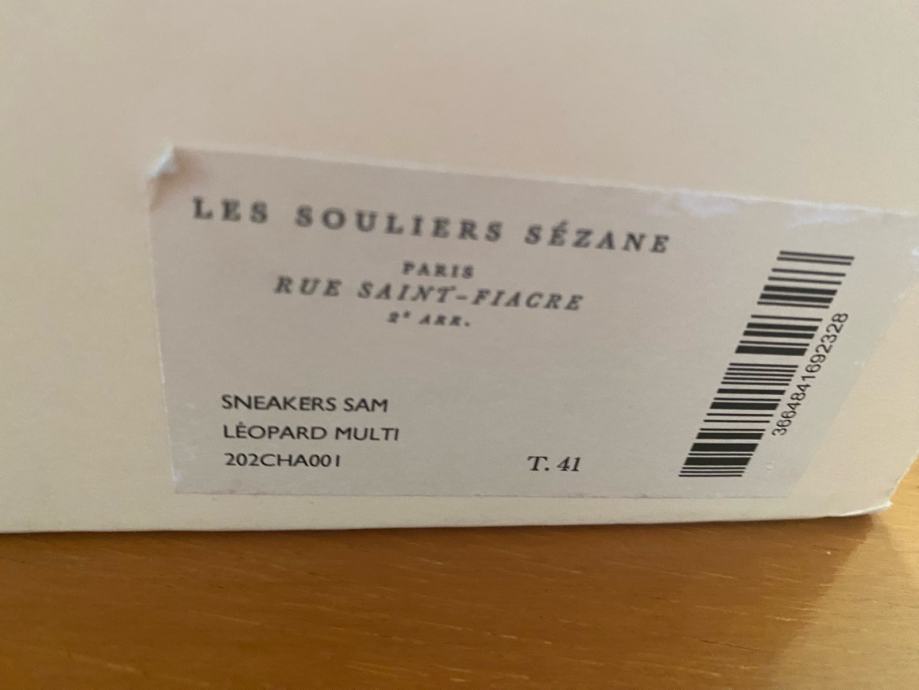 LES SOULIERS SÉZANE
PARIS
RUE SAINT-FIACRE
2e ARR.
SNEAKERS SAM
LÉOPARD MULTI
202CHA001
T. 41
3664841692328